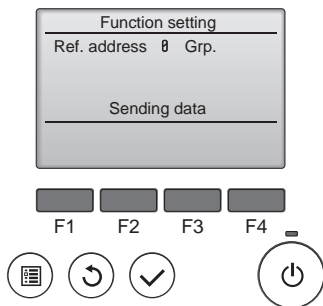 Function setting
Ref. address 0 Grp.
Sending data
F1 F2 F3 F4